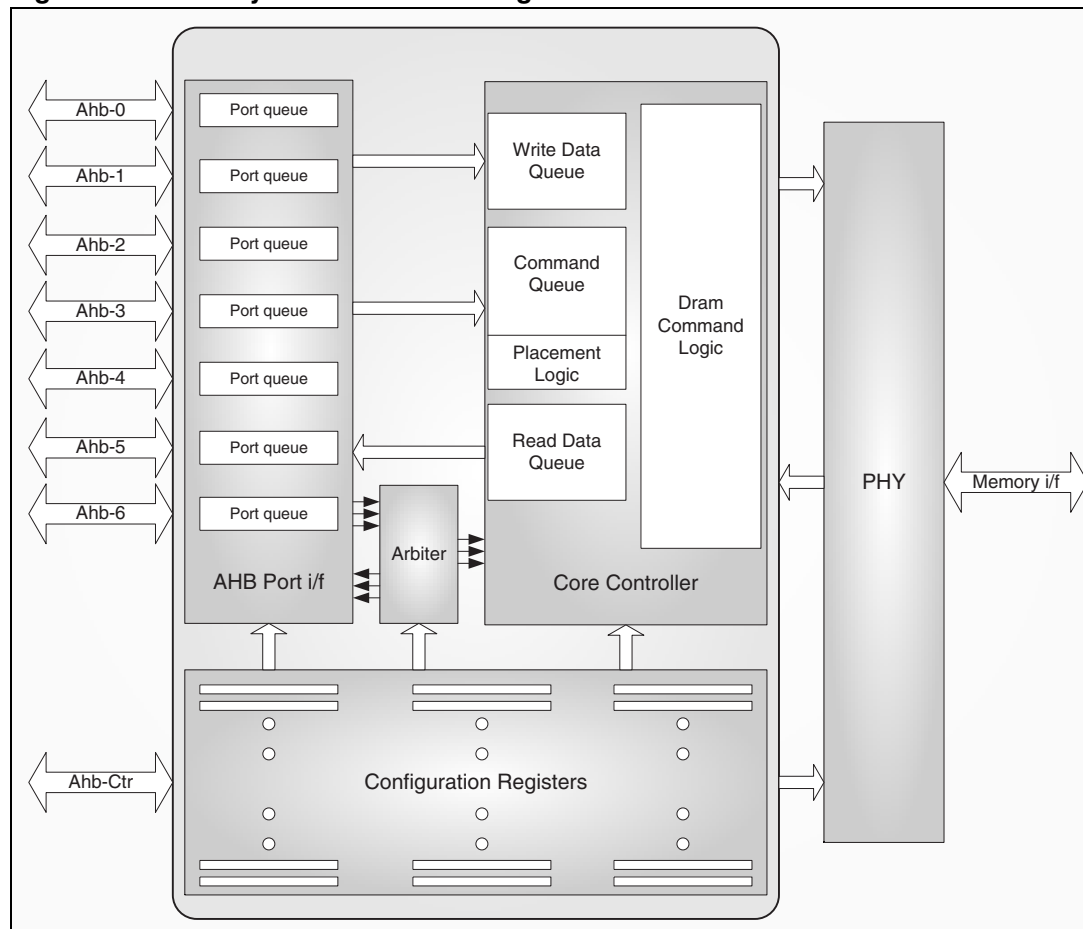 Ahb-0
Ahb-1
Ahb-2
Ahb-3
Ahb-4
Ahb-5
Ahb-6
Ahb-Ctr
Port queue
Port queue
Port queue
Port queue
Port queue
Port queue
Port queue
AHB Port i/f
Arbiter
Write Data
Queue
Command
Queue
Placement
Logic
Read Data
Queue
Dram
Command
Logic
Core Controller
Configuration Registers
PHY
Memory i/f